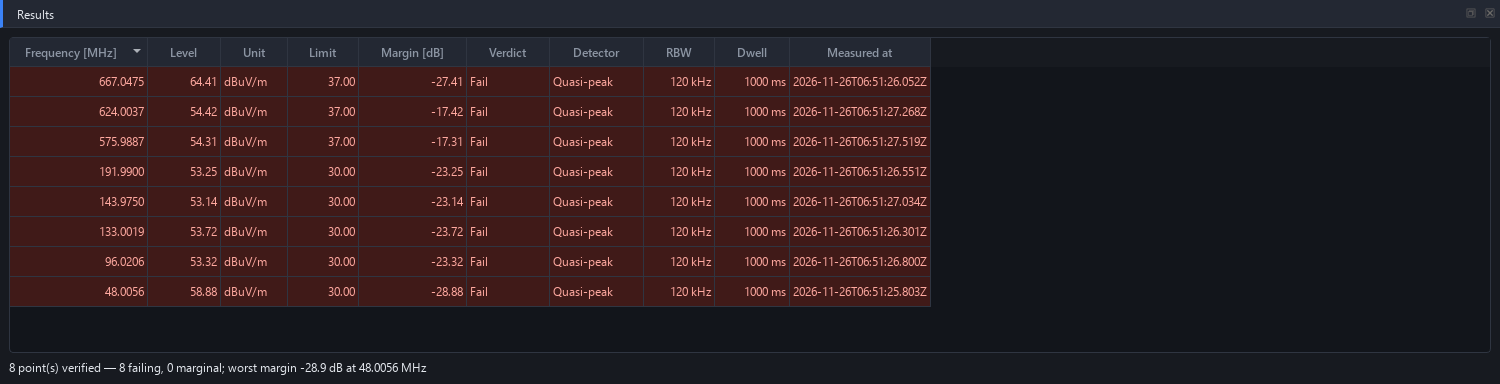 Results
Frequency [MHz] Level Unit Limit Margin [dB] Verdict Detector RBW Dwell Measured at
667.0475 64.41 dBuV/m 37.00 -27.41 Fail Quasi-peak 120 kHz 1000 ms 2026-11-26T06:51:26.052Z
624.0037 54.42 dBuV/m 37.00 -17.42 Fail Quasi-peak 120 kHz 1000 ms 2026-11-26T06:51:27.268Z
575.9887 54.31 dBuV/m 37.00 -17.31 Fail Quasi-peak 120 kHz 1000 ms 2026-11-26T06:51:27.519Z
191.9900 53.25 dBuV/m 30.00 -23.25 Fail Quasi-peak 120 kHz 1000 ms 2026-11-26T06:51:26.551Z
143.9750 53.14 dBuV/m 30.00 -23.14 Fail Quasi-peak 120 kHz 1000 ms 2026-11-26T06:51:27.034Z
133.0019 53.72 dBuV/m 30.00 -23.72 Fail Quasi-peak 120 kHz 1000 ms 2026-11-26T06:51:26.301Z
96.0206 53.32 dBuV/m 30.00 -23.32 Fail Quasi-peak 120 kHz 1000 ms 2026-11-26T06:51:26.800Z
48.0056 58.88 dBuV/m 30.00 -28.88 Fail Quasi-peak 120 kHz 1000 ms 2026-11-26T06:51:25.803Z
8 point(s) verified — 8 failing, 0 marginal; worst margin -28.9 dB at 48.0056 MHz